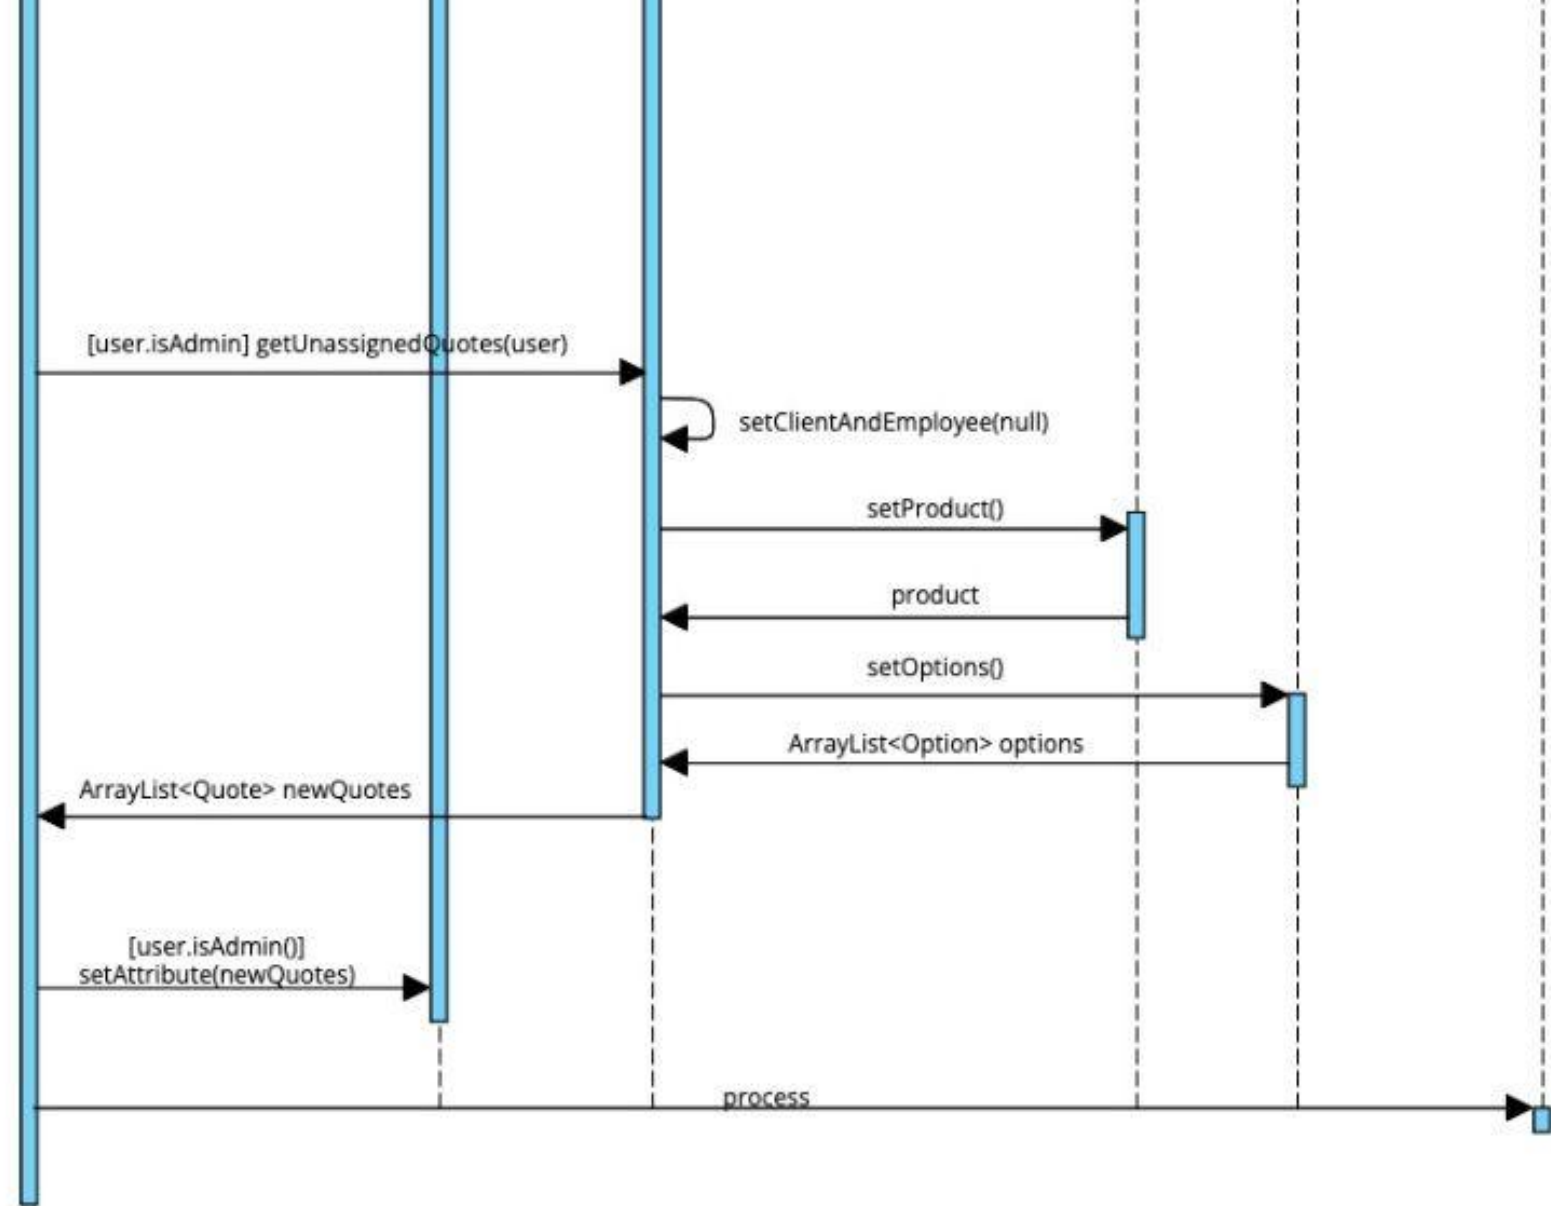 [user.isAdmin] getUnassignedQuotes(user)
setClientAndEmployee(null)
setProduct()
product
setOptions()
ArrayList<Option> options
ArrayList<Quote> newQuotes
[user.isAdmin()]
setAttribute(newQuotes)
process